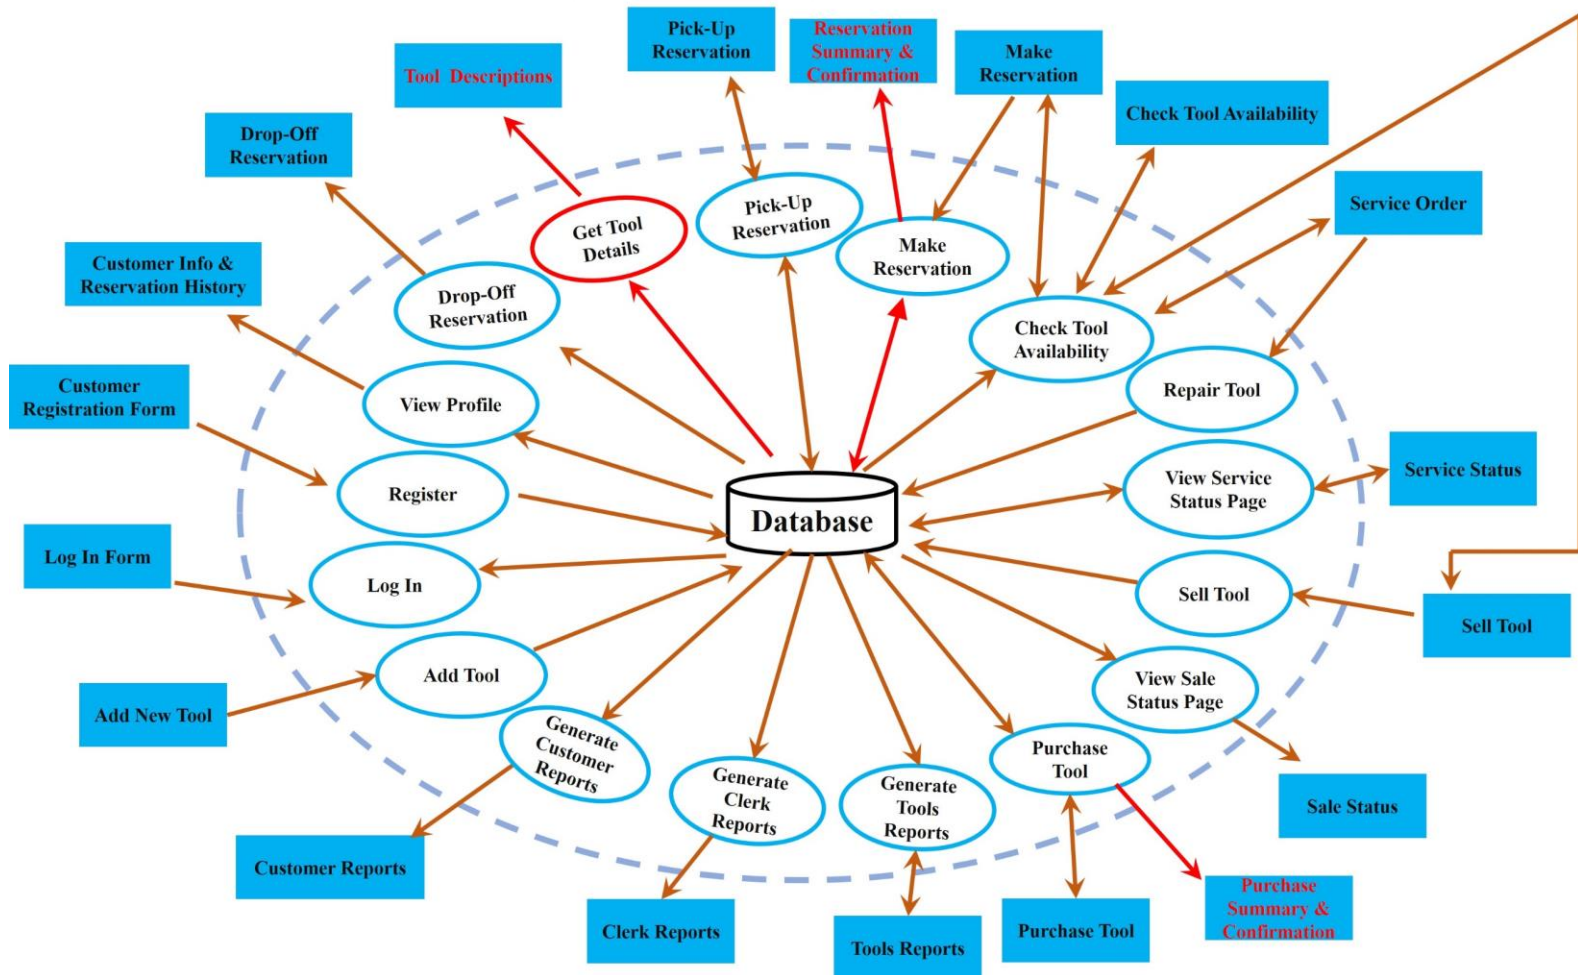 Pick-Up
Reservation
Reservation
Summary &
Confirmation
Make
Reservation
Tool Descriptions
Check Tool Availability
Drop-Off
Reservation
Service Order
Pick-Up
Reservation
Get Tool
Details
Make
Reservation
Customer Info &
Reservation History
Drop-Off
Reservation
Check Tool
Availability
Customer
Registration Form
View Profile
Repair Tool
Register
View Service
Status Page
Service Status
Database
Log In Form
Log In
Sell Tool
Sell Tool
Add Tool
View Sale
Status Page
Add New Tool
Generate
Customer
Reports
Purchase
Tool
Generate
Clerk
Reports
Generate
Tools
Reports
Sale Status
Customer Reports
Clerk Reports
Tools Reports
Purchase Tool
Purchase
Summary &
Confirmation